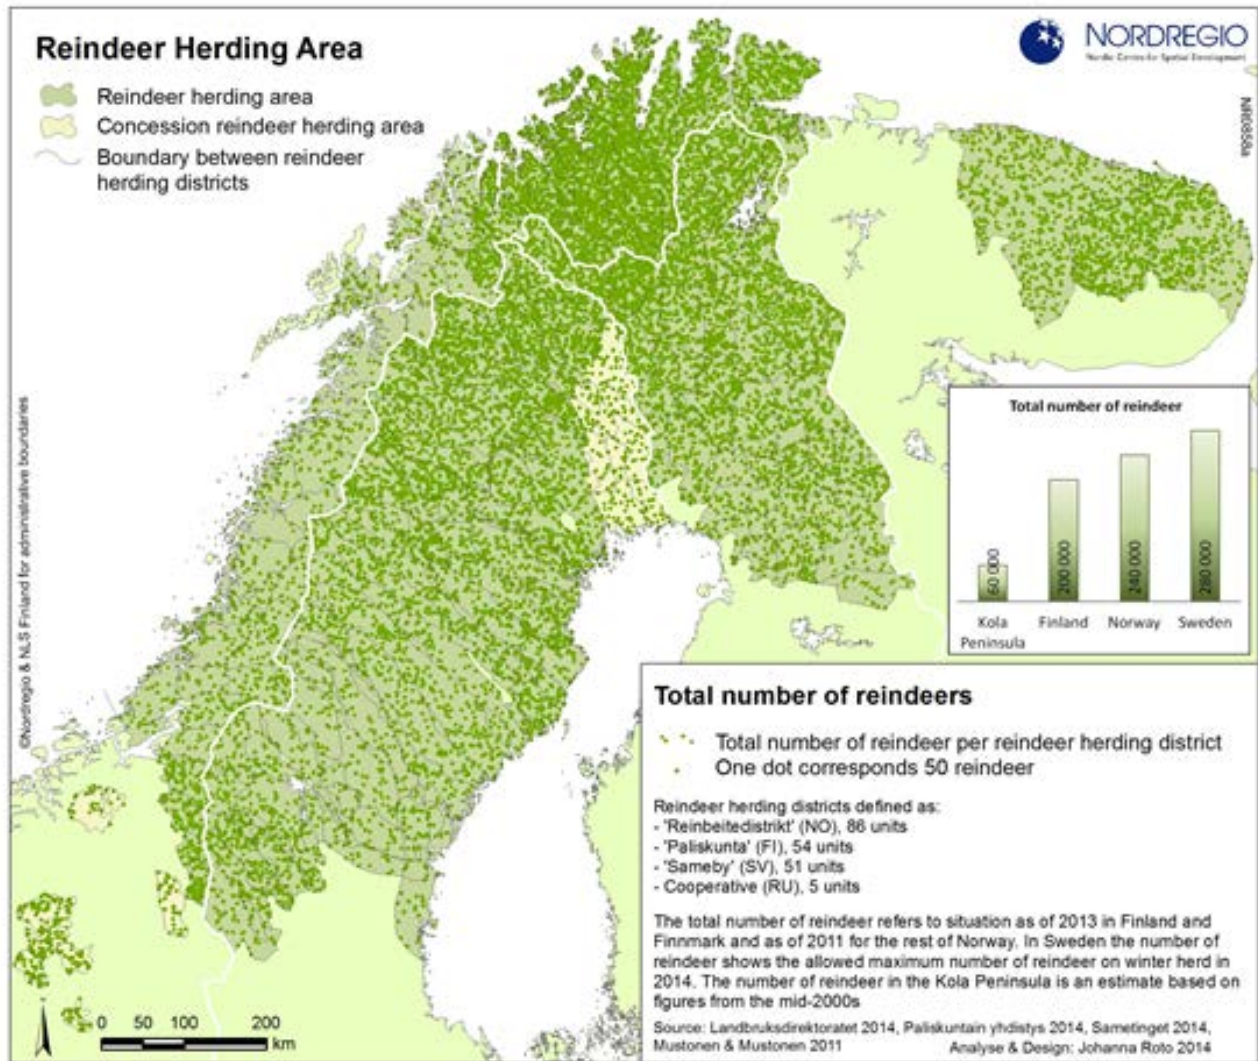 Reindeer Herding Area
Reindeer herding area
Concession reindeer herding area
Boundary between reindeer
herding districts
NORDREGIO
Nordic Centre for Spatial Development
NR0858a
©Nordregio & NLS Finland for administrative boundaries
Total number of reindeer
60 000
200 000
240 000
280 000
Kola
Peninsula
Finland
Norway
Sweden
Total number of reindeers
Total number of reindeer per reindeer herding district
One dot corresponds 50 reindeer
Reindeer herding districts defined as:
- 'Reinbeitedistrikt' (NO), 86 units
- 'Paliskunta' (FI), 54 units
- 'Sameby' (SV), 51 units
- Cooperative (RU), 5 units
The total number of reindeer refers to situation as of 2013 in Finland and
Finnmark and as of 2011 for the rest of Norway. In Sweden the number of
reindeer shows the allowed maximum number of reindeer on winter herd in
2014. The number of reindeer in the Kola Peninsula is an estimate based on
figures from the mid-2000s
Source: Landbruksdirektoratet 2014, Paliskuntain yhdistys 2014, Sametinget 2014,
Mustonen & Mustonen 2011
Analyse & Design: Johanna Roto 2014
0 50 100 200
km